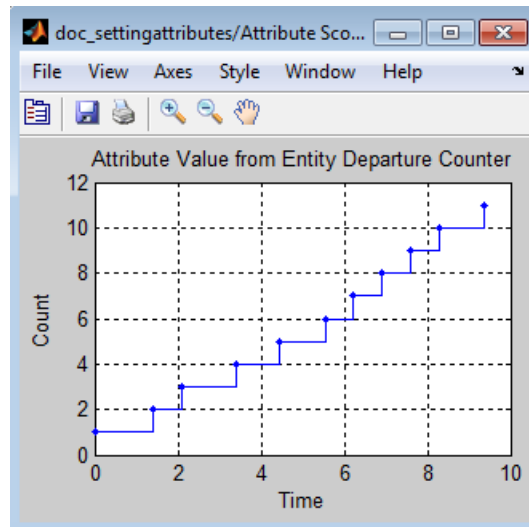 doc_settingattributes/Attribute Sco...
File View Axes Style Window Help
Attribute Value from Entity Departure Counter
12
10
8
6
4
2
0
Count
0 2 4 6 8 10
Time